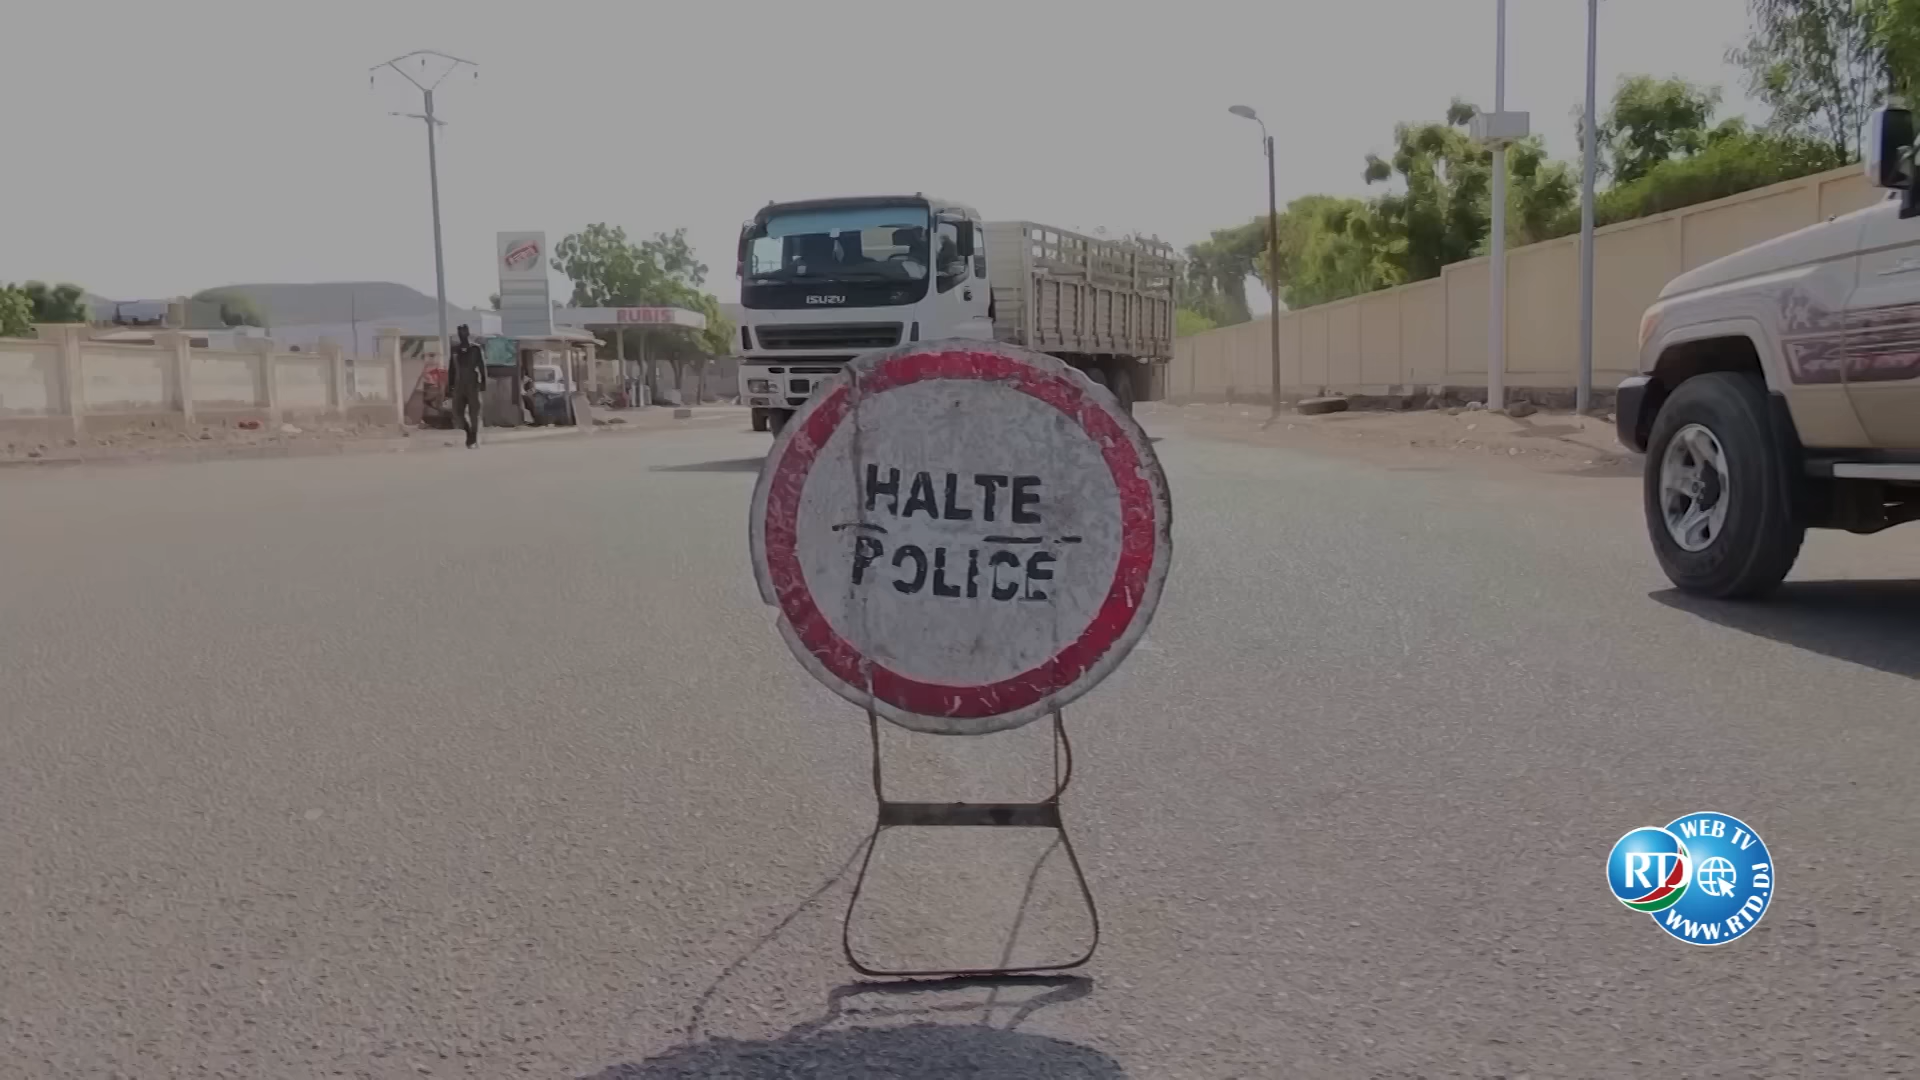 RUBIS
ISUZU
HALTE
POLICE
WEB TV
RTD
WWW.RTD.DJ